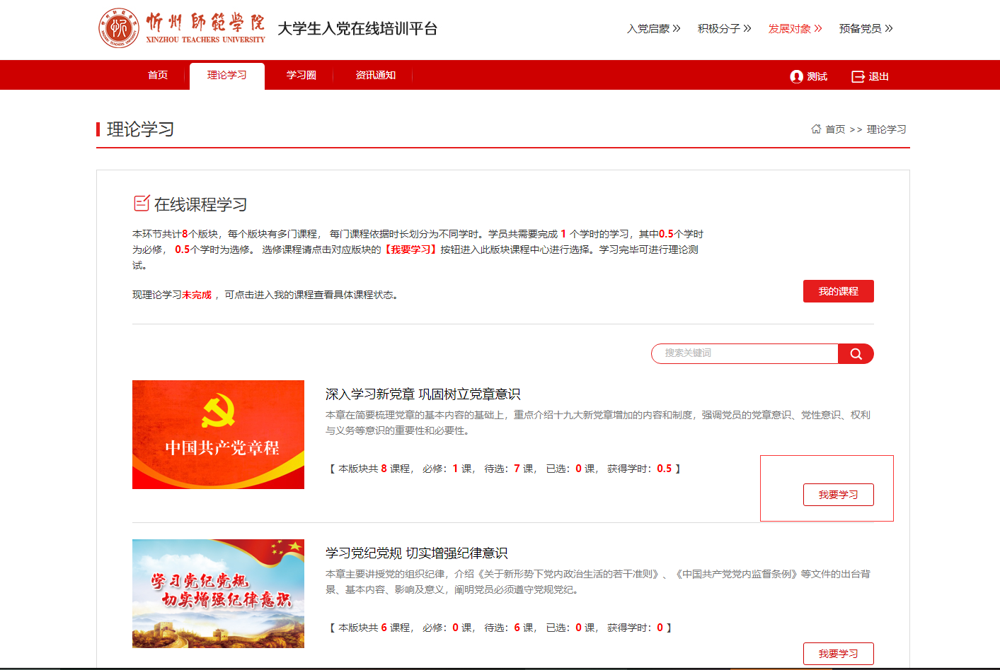 忻州師範學院
XINZHOU TEACHERS UNIVERSITY
大学生入党在线培训平台
入党启蒙 积极分子 发展对象 预备党员
首页 理论学习 学习圈 资讯通知 测试 退出
理论学习
首页 >> 理论学习
在线课程学习
本环节共计8个版块，每个版块有多门课程， 每门课程依据时长划分为不同学时。学员共需要完成 1 个学时的学习，其中0.5个学时
为必修， 0.5个学时为选修。 选修课程请点击对应版块的【我要学习】按钮进入此版块课程中心进行选择。学习完毕可进行理论测
试。
现理论学习未完成 ，可点击进入我的课程查看具体课程状态。
我的课程
搜索关键词
中国共产党章程
深入学习新党章 巩固树立党章意识
本章在简要梳理党章的基本内容的基础上，重点介绍十九大新党章增加的内容和制度，强调党员的党章意识、党性意识、权利
与义务等意识的重要性和必要性。
【 本版块共 8 课程， 必修：1 课， 待选：7 课， 已选：0 课， 获得学时：0.5 】
我要学习
学习党纪党规
切实增强纪律意识
学习党纪党规 切实增强纪律意识
本章主要讲授党的组织纪律，介绍《关于新形势下党内政治生活的若干准则》、《中国共产党党内监督条例》等文件的出台背
景、基本内容、影响及意义，阐明党员必须遵守党规党纪。
【 本版块共 6 课程， 必修：0 课， 待选：6 课， 已选：0 课， 获得学时：0 】
我要学习